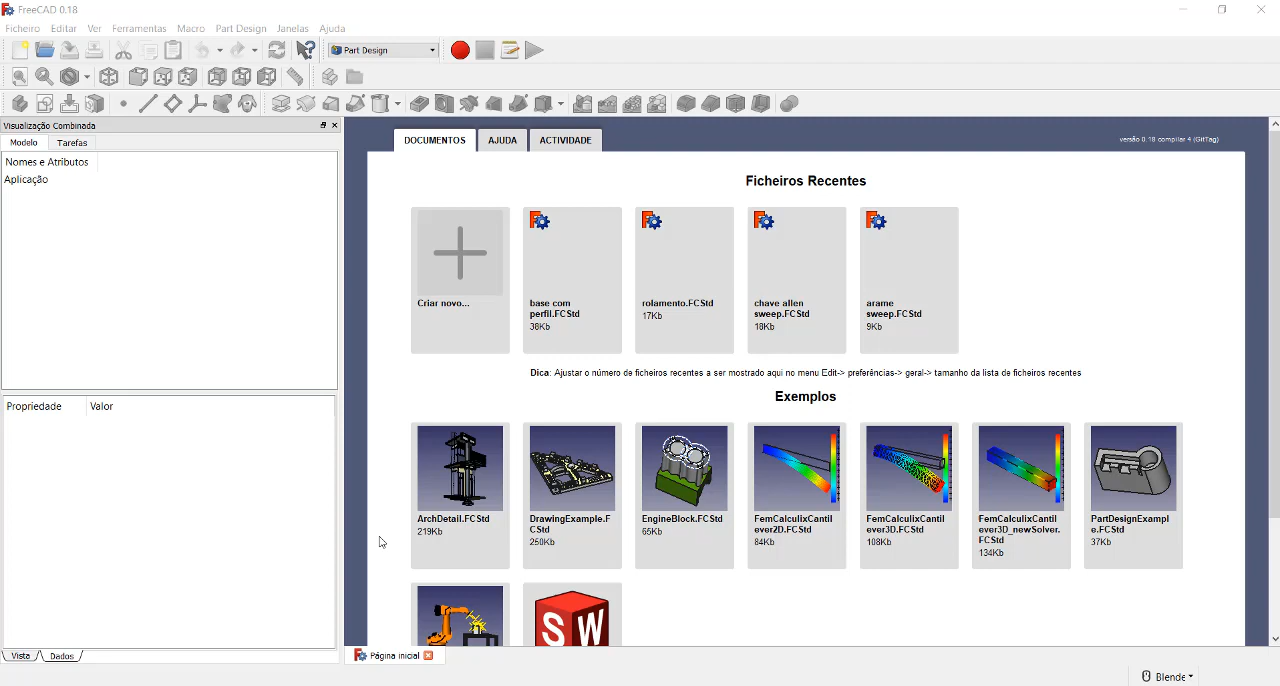 FreeCAD 0.18
Ficheiro Editar Ver Ferramentas Macro Part Design Janelas Ajuda
Part Design
Visualização Combinada
Modelo Tarefas
Nomes e Atributos
Aplicação
Propriedade Valor
Vista Dados
DOCUMENTOS AJUDA ACTIVIDADE
versão 0.18 compiler 4 (GitTag)
Ficheiros Recentes
Criar novo...
base com
perfil.FCStd
38Kb
rolamento.FCStd
17Kb
chave allen
sweep.FCStd
18Kb
arame
sweep.FCStd
9Kb
Dica: Ajustar o número de ficheiros recentes a ser mostrado aqui no menu Edit-> preferências-> geral-> tamanho da lista de ficheiros recentes
Exemplos
ArchDetail.FCStd
219Kb
DrawingExample.F
CStd
250Kb
EngineBlock.FCStd
65Kb
FemCalculixCantil
ever2D.FCStd
84Kb
FemCalculixCantil
ever3D.FCStd
108Kb
FemCalculixCantil
ever3D_newSolver.
FCStd
134Kb
PartDesignExampl
e.FCStd
37Kb
SW
Página inicial
Blende